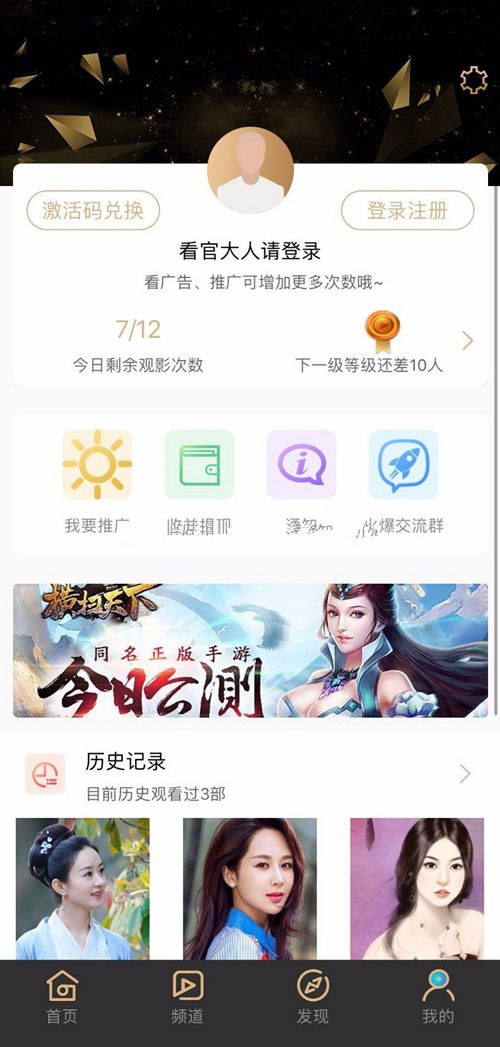 激活码兑换
登录注册
看官大人请登录
看广告、推广可增加更多次数哦~
7/12
今日剩余观影次数
下一级等级还差10人
我要推广
火爆交流群
横扫天下
同名正版手游
今日公测
历史记录
目前历史观看过3部
首页
频道
发现
我的